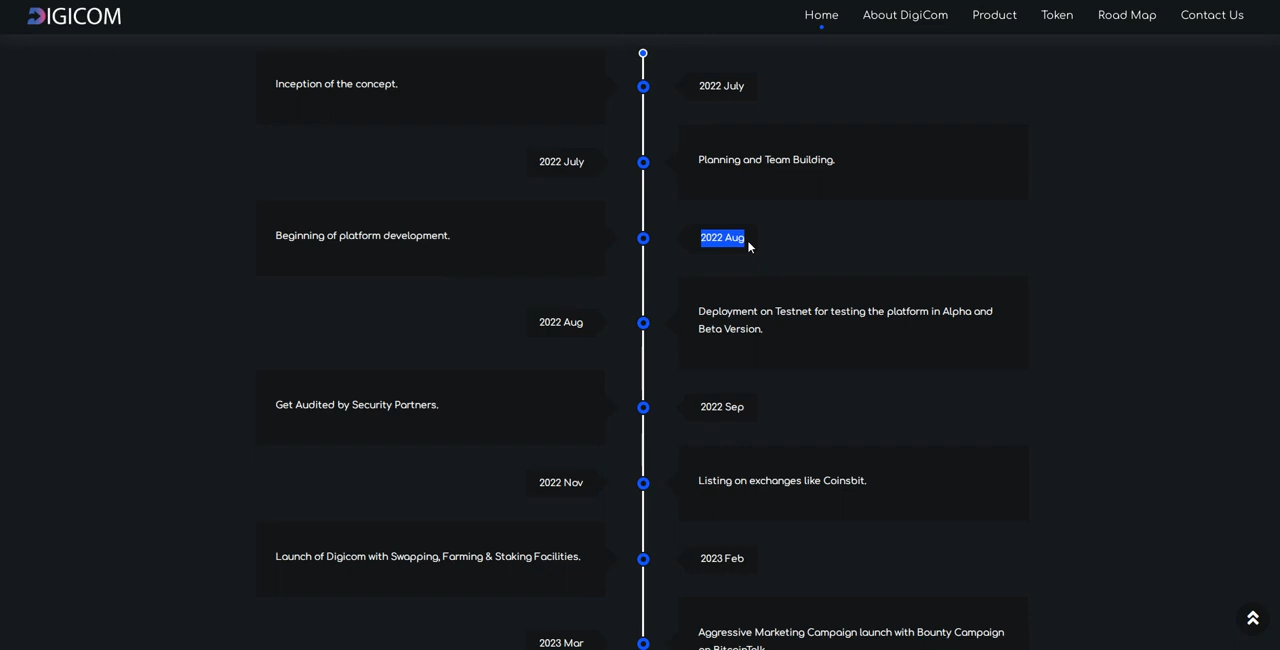 DIGICOM
Home
About DigiCom
Product
Token
Road Map
Contact Us
Inception of the concept.
2022 July
2022 July
Planning and Team Building.
Beginning of platform development.
2022 Aug
2022 Aug
Deployment on Testnet for testing the platform in Alpha and
Beta Version.
Get Audited by Security Partners.
2022 Sep
2022 Nov
Listing on exchanges like Coinsbit.
Launch of Digicom with Swapping, Farming & Staking Facilities.
2023 Feb
2023 Mar
Aggressive Marketing Campaign launch with Bounty Campaign
on BitcoinTalk